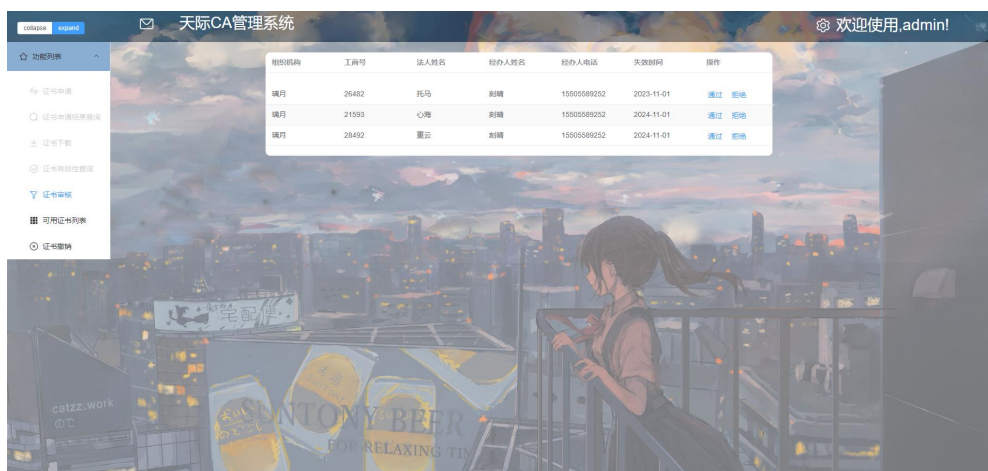 collapse expand 天际CA管理系统 欢迎使用,admin!
功能列表
证书申请
证书申请结果查询
证书下载
证书有效性查询
证书审核
可用证书列表
证书撤销
组织机构 工商号 法人姓名 经办人姓名 经办人电话 失效时间 操作
璃月 26482 托马 刻晴 15505589252 2023-11-01 通过 拒绝
璃月 21593 心海 刻晴 15505589252 2024-11-01 通过 拒绝
璃月 28492 重云 刻晴 15505589252 2024-11-01 通过 拒绝
宅配便
catzz.work
ので
SUNTONY BEER
FOR RELAXING TI